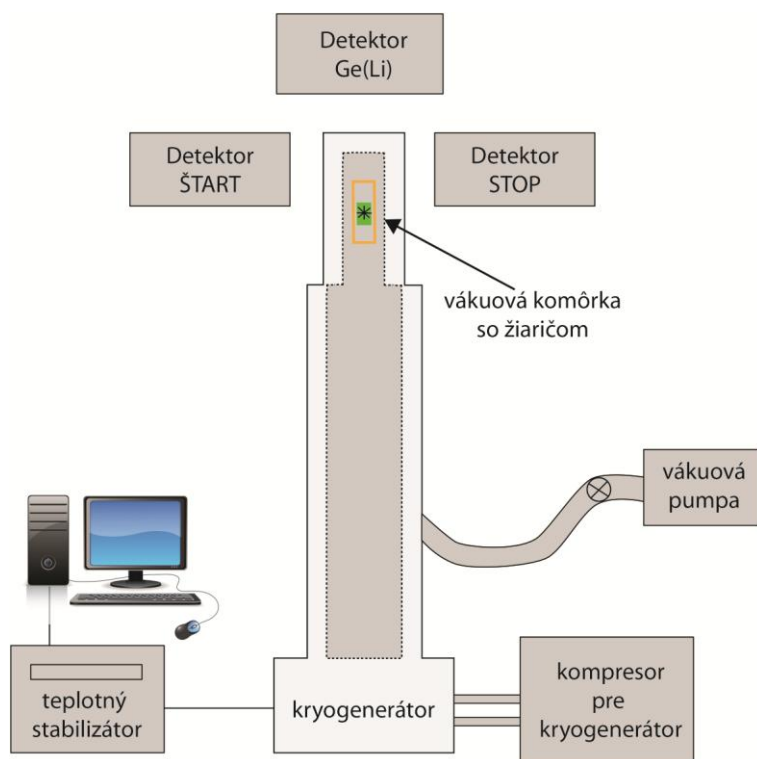 Detektor
Ge(Li)
Detektor
ŠTART
Detektor
STOP
vákuová komôrka
so žiaričom
vákuová
pumpa
teplotný
stabilizátor
kryogenerátor
kompresor
pre
kryogenerátor